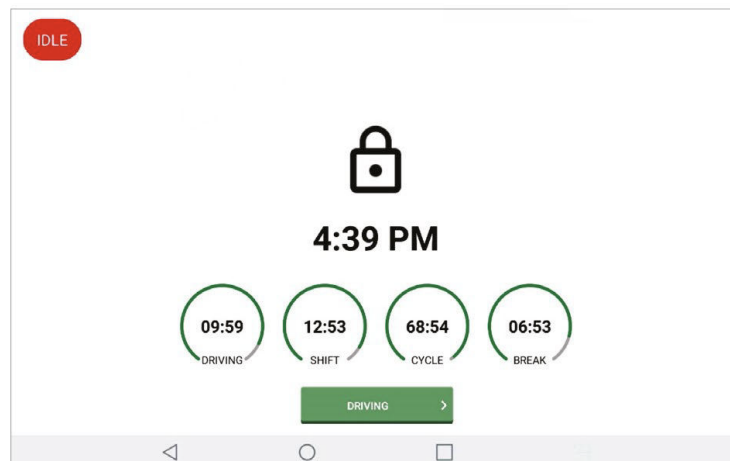 IDLE
4:39 PM
09:59 12:53 68:54 06:53
DRIVING SHIFT CYCLE BREAK
DRIVING